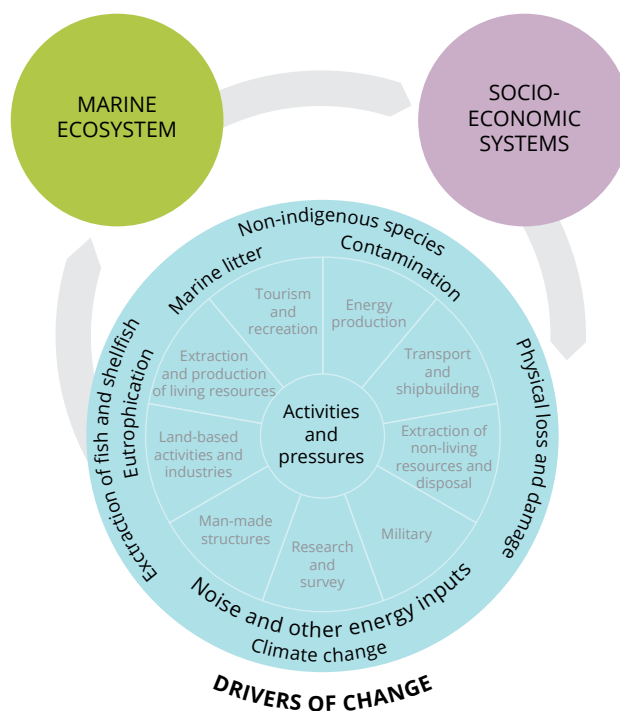 MARINE
ECOSYSTEM
SOCIO-
ECONOMIC
SYSTEMS
Non-indigenous species
Marine litter
Contamination
Exctraction of fish and shellfish
Eutrophication
Physical loss and damage
Tourism
and
recreation
Energy
production
Extraction
and production
of living resources
Transport
and
shipbuilding
Activities
and
pressures
Land-based
activities and
industries
Extraction of
non-living
resources and
disposal
Man-made
structures
Research
and
survey
Military
Noise and other energy inputs
Climate change
DRIVERS OF CHANGE